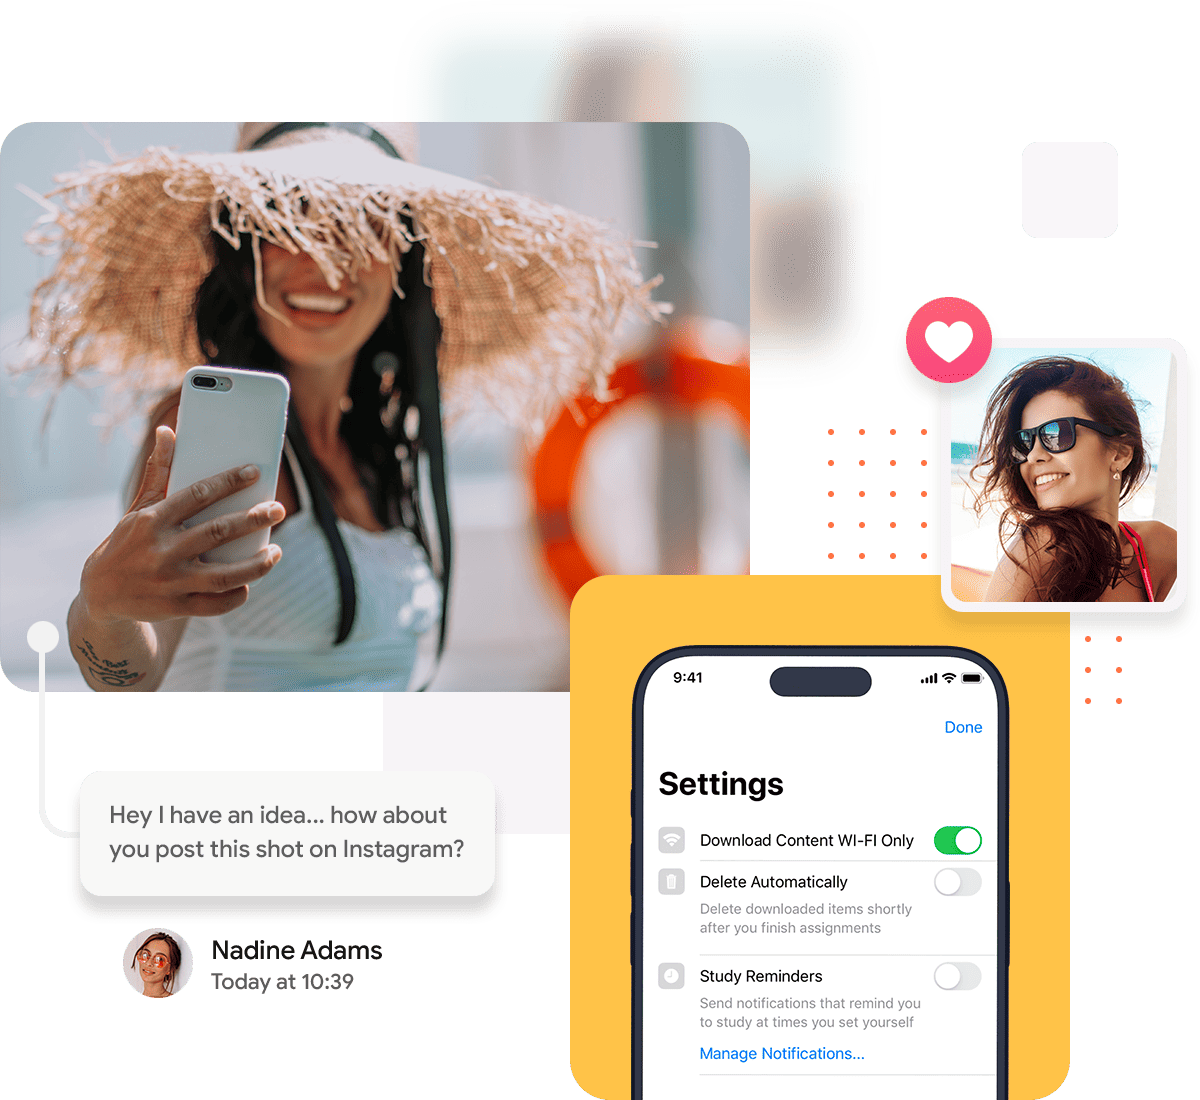 Hey I have an idea... how about
you post this shot on Instagram?
Nadine Adams
Today at 10:39
9:41
Done
Settings
Download Content WI-FI Only
Delete Automatically
Delete downloaded items shortly
after you finish assignments
Study Reminders
Send notifications that remind you
to study at times you set yourself
Manage Notifications...